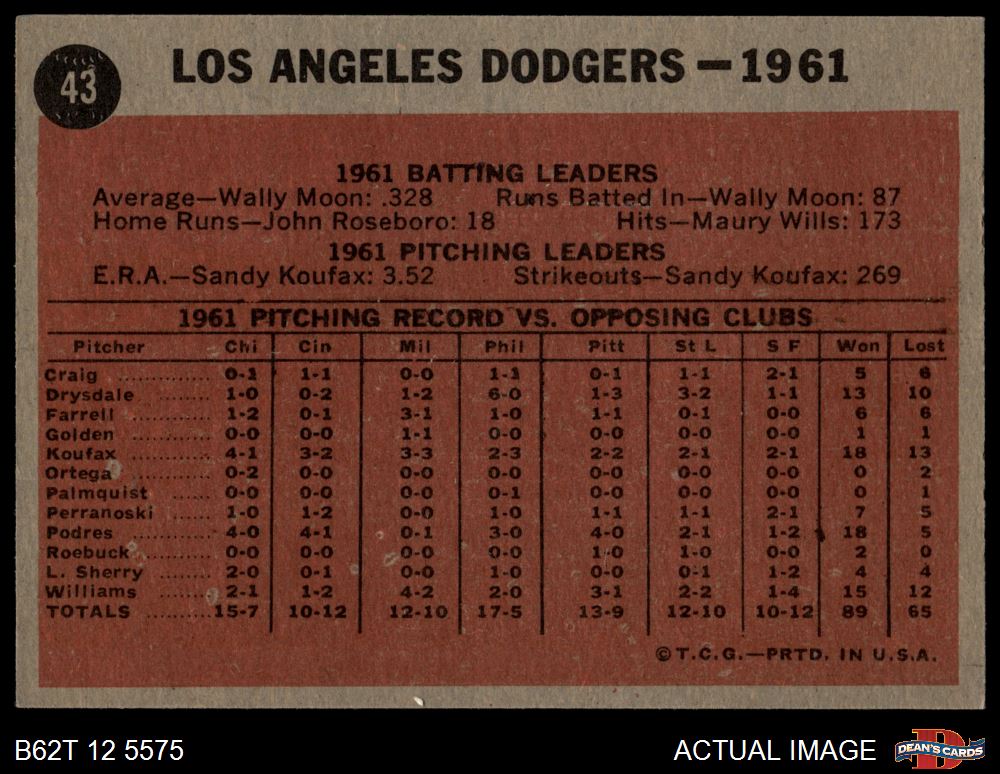 43
LOS ANGELES DODGERS—1961
1961 BATTING LEADERS
Average—Wally Moon: .328 Runs Batted In—Wally Moon: 87
Home Runs—John Roseboro: 18 Hits—Maury Wills: 173
1961 PITCHING LEADERS
E.R.A.—Sandy Koufax: 3.52 Strikeouts—Sandy Koufax: 269
1961 PITCHING RECORD VS. OPPOSING CLUBS
Pitcher Chi Cin Mil Phil Pitt St L S F Won Lost
Craig ............ 0-1 1-1 0-0 1-1 0-1 1-1 2-1 5 6
Drysdale ........ 1-0 0-2 1-2 6-0 1-3 3-2 1-1 13 10
Farrell .......... 1-2 0-1 3-1 1-0 1-1 0-1 0-0 6 6
Golden .......... 0-0 0-0 1-1 0-0 0-0 0-0 0-0 1 1
Koufax .......... 4-1 3-2 3-3 2-3 2-2 2-1 2-1 18 13
Ortega .......... 0-2 0-0 0-0 0-0 0-0 0-0 0-0 0 2
Palmquist ...... 0-0 0-0 0-0 0-1 0-0 0-0 0-0 0 1
Perranoski ...... 1-0 1-2 0-0 1-0 1-1 1-1 2-1 7 5
Podres .......... 4-0 4-1 0-1 3-0 4-0 2-1 1-2 18 5
Roebuck ........ 0-0 0-0 0-0 0-0 1-0 1-0 0-0 2 0
L. Sherry ........ 2-0 0-1 0-0 1-0 0-0 0-1 1-2 4 4
Williams ........ 2-1 1-2 4-2 2-0 3-1 2-2 1-4 15 12
TOTALS .......... 15-7 10-12 12-10 17-5 13-9 12-10 10-12 89 65
©T.C.G.—PRTD. IN U.S.A.
B62T 12 5575 ACTUAL IMAGE DEAN'S CARDS